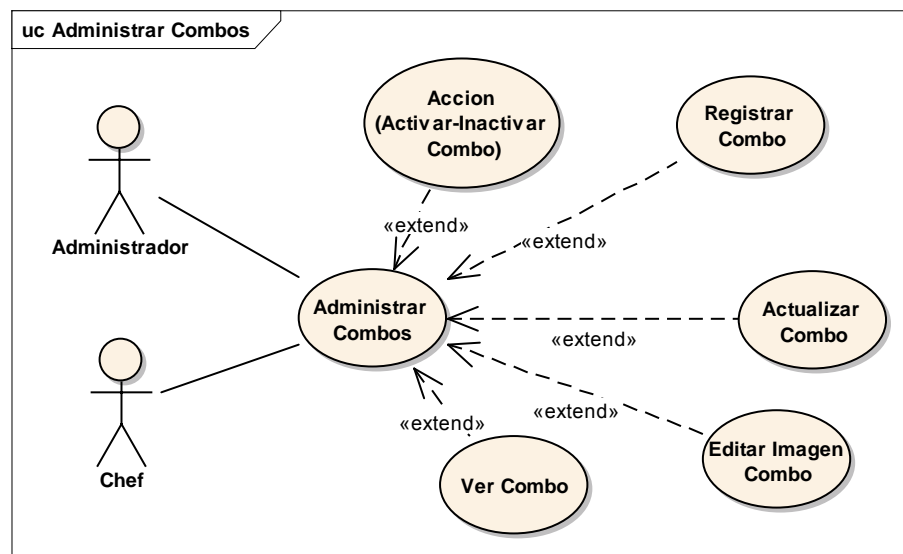 uc Administrar Combos
Accion
(Activar-Inactivar
Combo)
Registrar
Combo
Administrador
«extend»
«extend»
Administrar
Combos
Actualizar
Combo
«extend»
Chef
«extend»
«extend»
Ver Combo
Editar Imagen
Combo